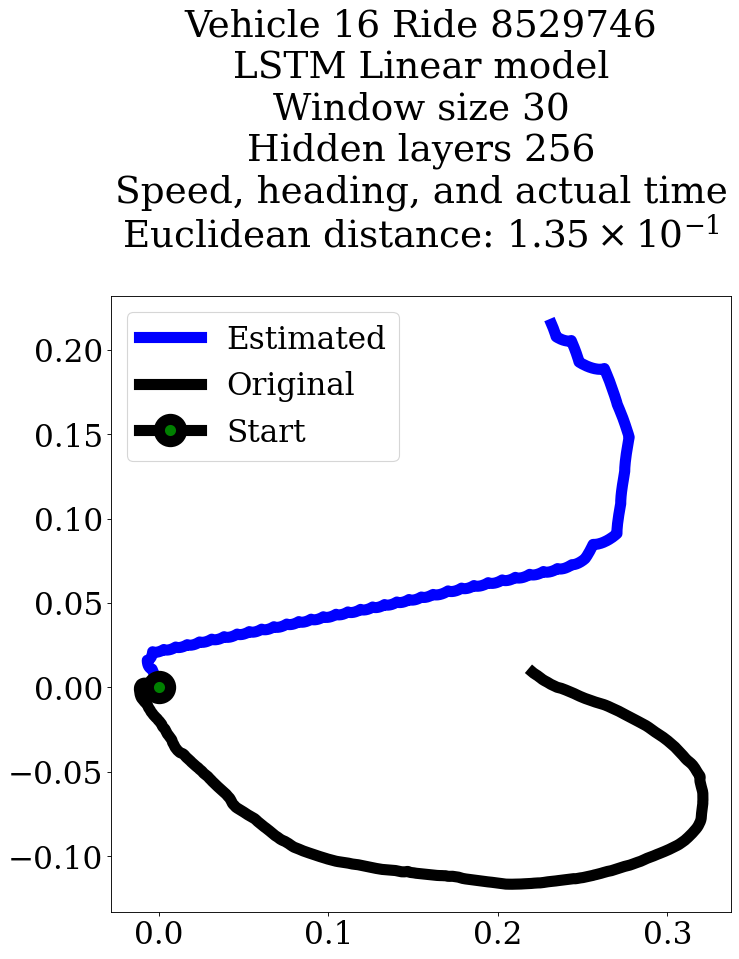 Vehicle 16 Ride 8529746
LSTM Linear model
Window size 30
Hidden layers 256
Speed, heading, and actual time
Euclidean distance: 1.35 × 10⁻¹
Estimated
Original
Start
0.20
0.15
0.10
0.05
0.00
−0.05
−0.10
0.0 0.1 0.2 0.3